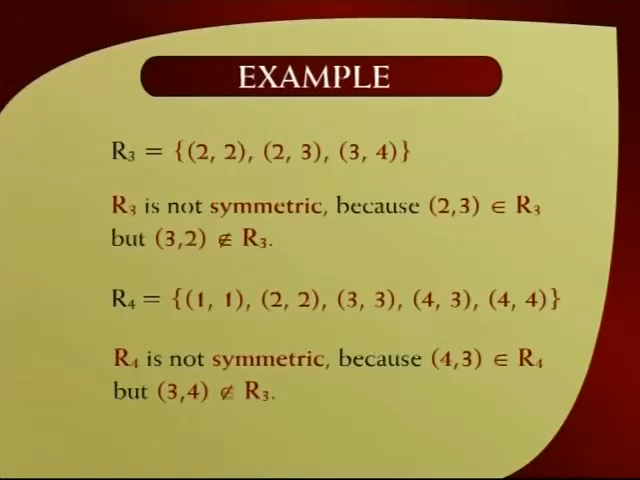 EXAMPLE
R₃ = {(2, 2), (2, 3), (3, 4)}
R₃ is not symmetric, because (2,3) ∈ R₃
but (3,2) ∉ R₃.
R₄ = {(1, 1), (2, 2), (3, 3), (4, 3), (4, 4)}
R₄ is not symmetric, because (4,3) ∈ R₄
but (3,4) ∉ R₃.